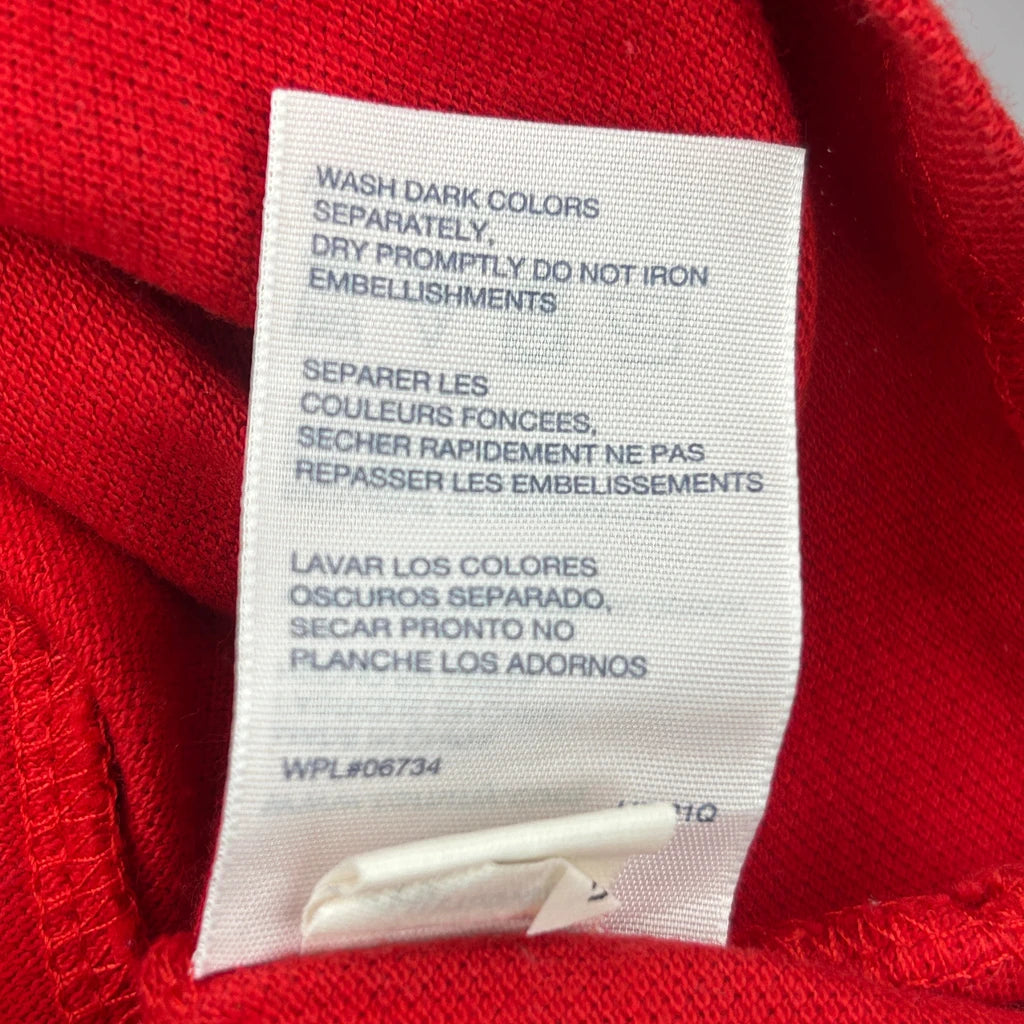 WASH DARK COLORS
SEPARATELY,
DRY PROMPTLY DO NOT IRON
EMBELLISHMENTS
SEPARER LES
COULEURS FONCEES,
SECHER RAPIDEMENT NE PAS
REPASSER LES EMBELISSEMENTS
LAVAR LOS COLORES
OSCUROS SEPARADO,
SECAR PRONTO NO
PLANCHE LOS ADORNOS
WPL#06734